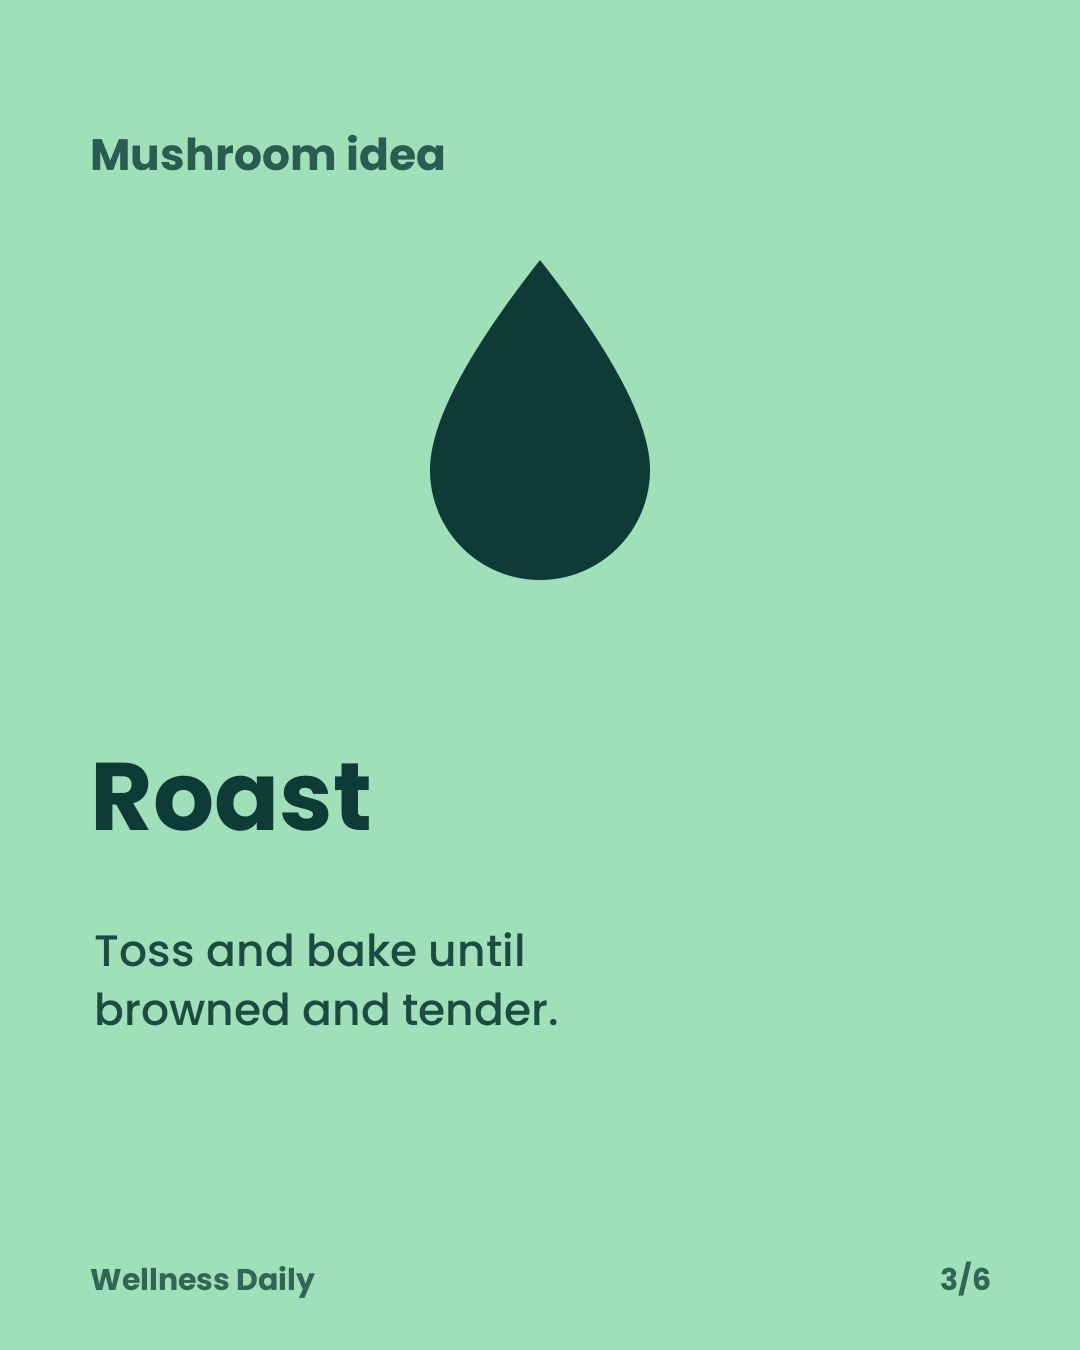 Mushroom idea
Roast
Toss and bake until
browned and tender.
Wellness Daily
3/6